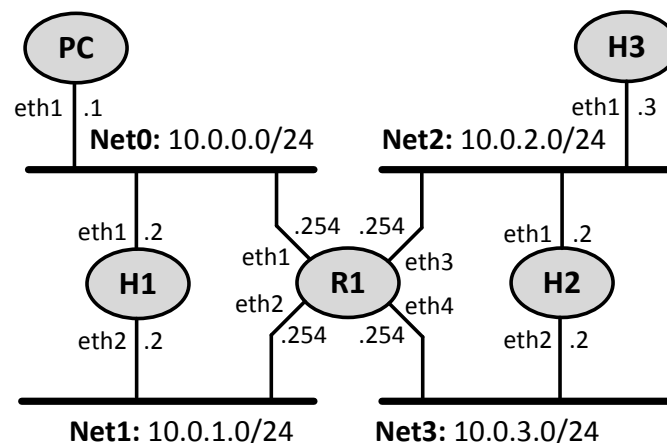 PC
H3
eth1 .1
eth1 .3
Net0: 10.0.0.0/24
Net2: 10.0.2.0/24
eth1 .2
.254
.254
eth1 .2
eth1
eth3
H1
R1
H2
eth2
eth4
eth2 .2
.254
.254
eth2 .2
Net1: 10.0.1.0/24
Net3: 10.0.3.0/24